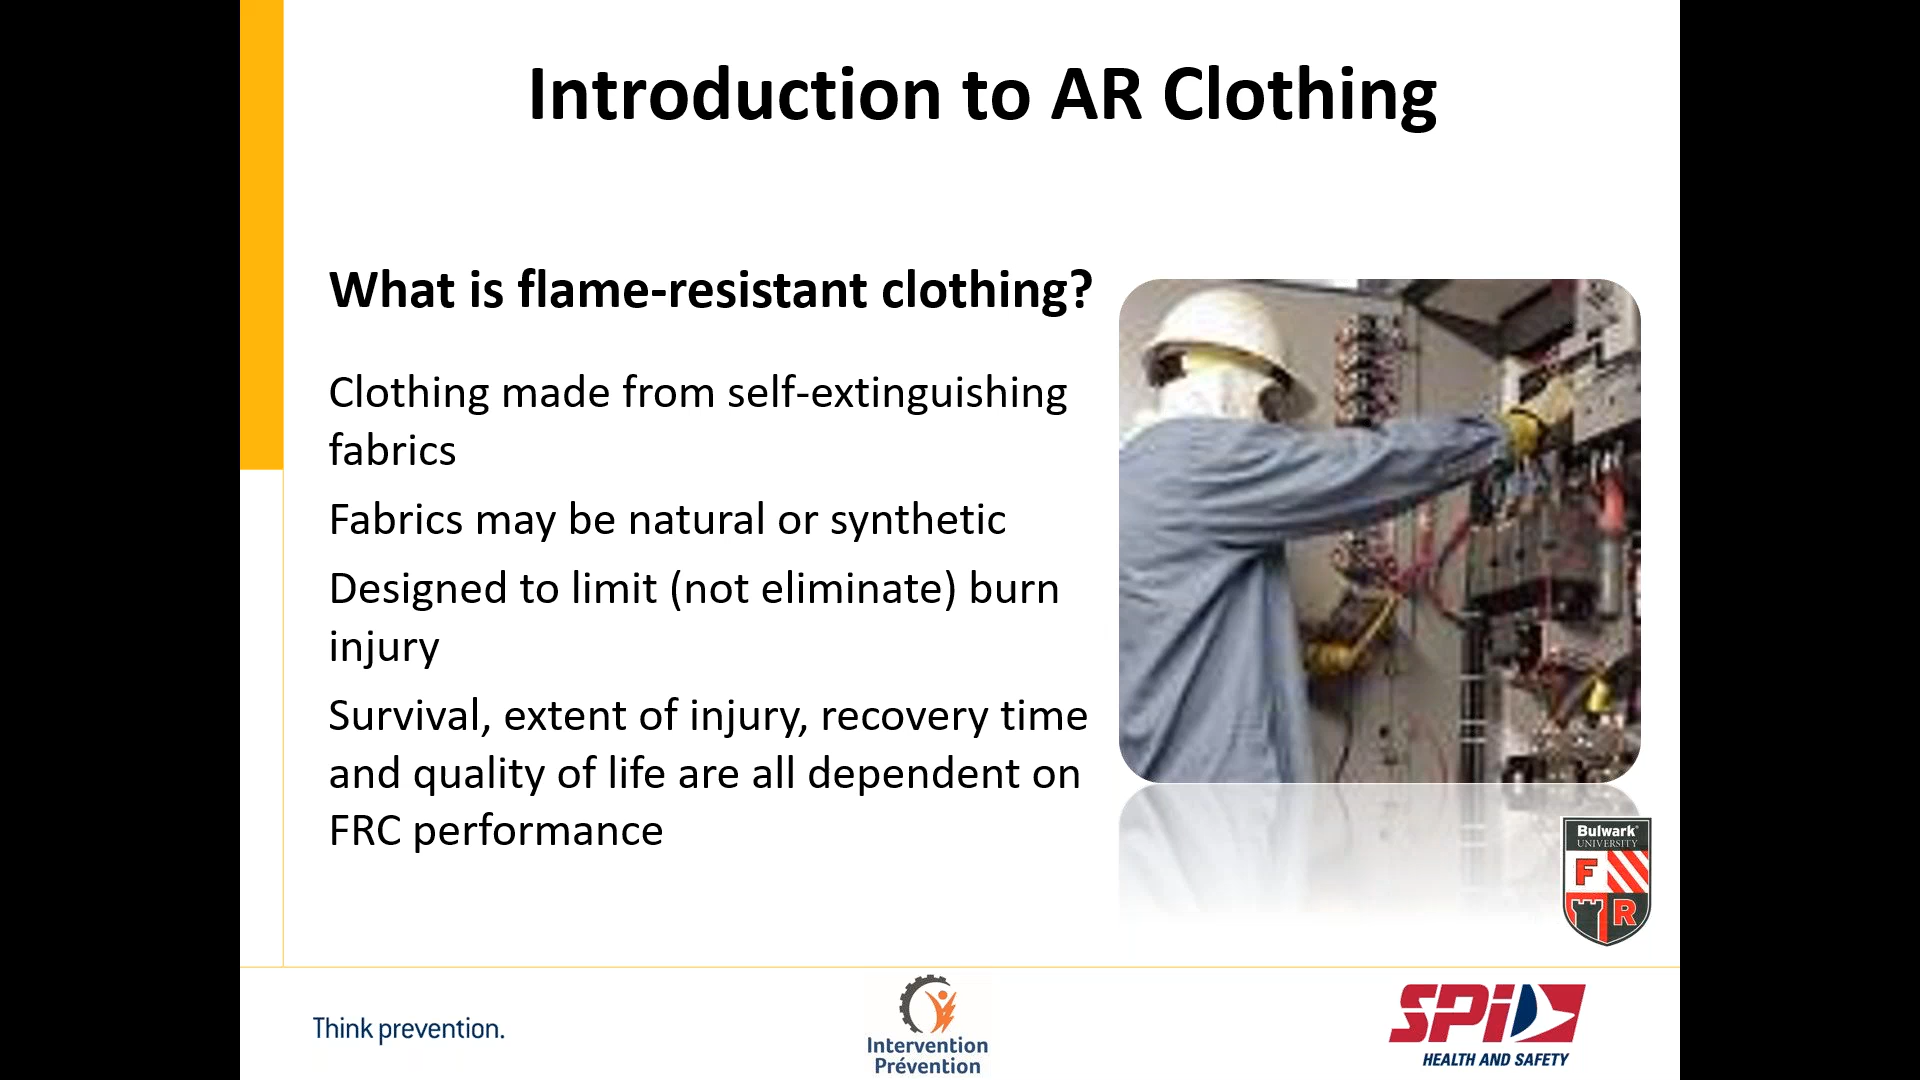 Introduction to AR Clothing
What is flame-resistant clothing?
Clothing made from self-extinguishing
fabrics
Fabrics may be natural or synthetic
Designed to limit (not eliminate) burn
injury
Survival, extent of injury, recovery time
and quality of life are all dependent on
FRC performance
Bulwark
UNIVERSITY
F
R
Think prevention.
Intervention
Prévention
SPi
HEALTH AND SAFETY